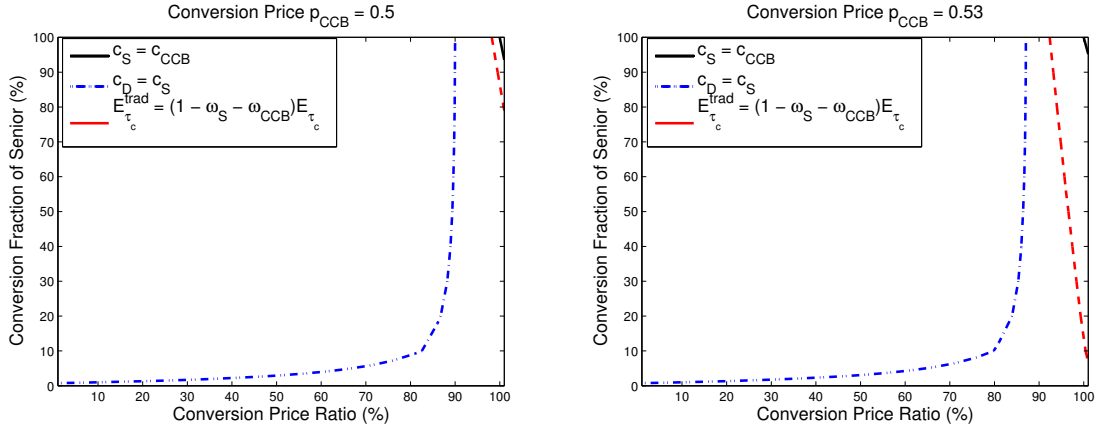 Conversion Price p_CCB = 0.5
Conversion Fraction of Senior (%)
100
90
80
70
60
50
40
30
20
10
0
c_S = c_CCB
c_D = c_S
E^trad_τ_c = (1 - ω_S - ω_CCB)E_τ_c
10 20 30 40 50 60 70 80 90 100
Conversion Price Ratio (%)
Conversion Price p_CCB = 0.53
Conversion Fraction of Senior (%)
100
90
80
70
60
50
40
30
20
10
0
c_S = c_CCB
c_D = c_S
E^trad_τ_c = (1 - ω_S - ω_CCB)E_τ_c
10 20 30 40 50 60 70 80 90 100
Conversion Price Ratio (%)